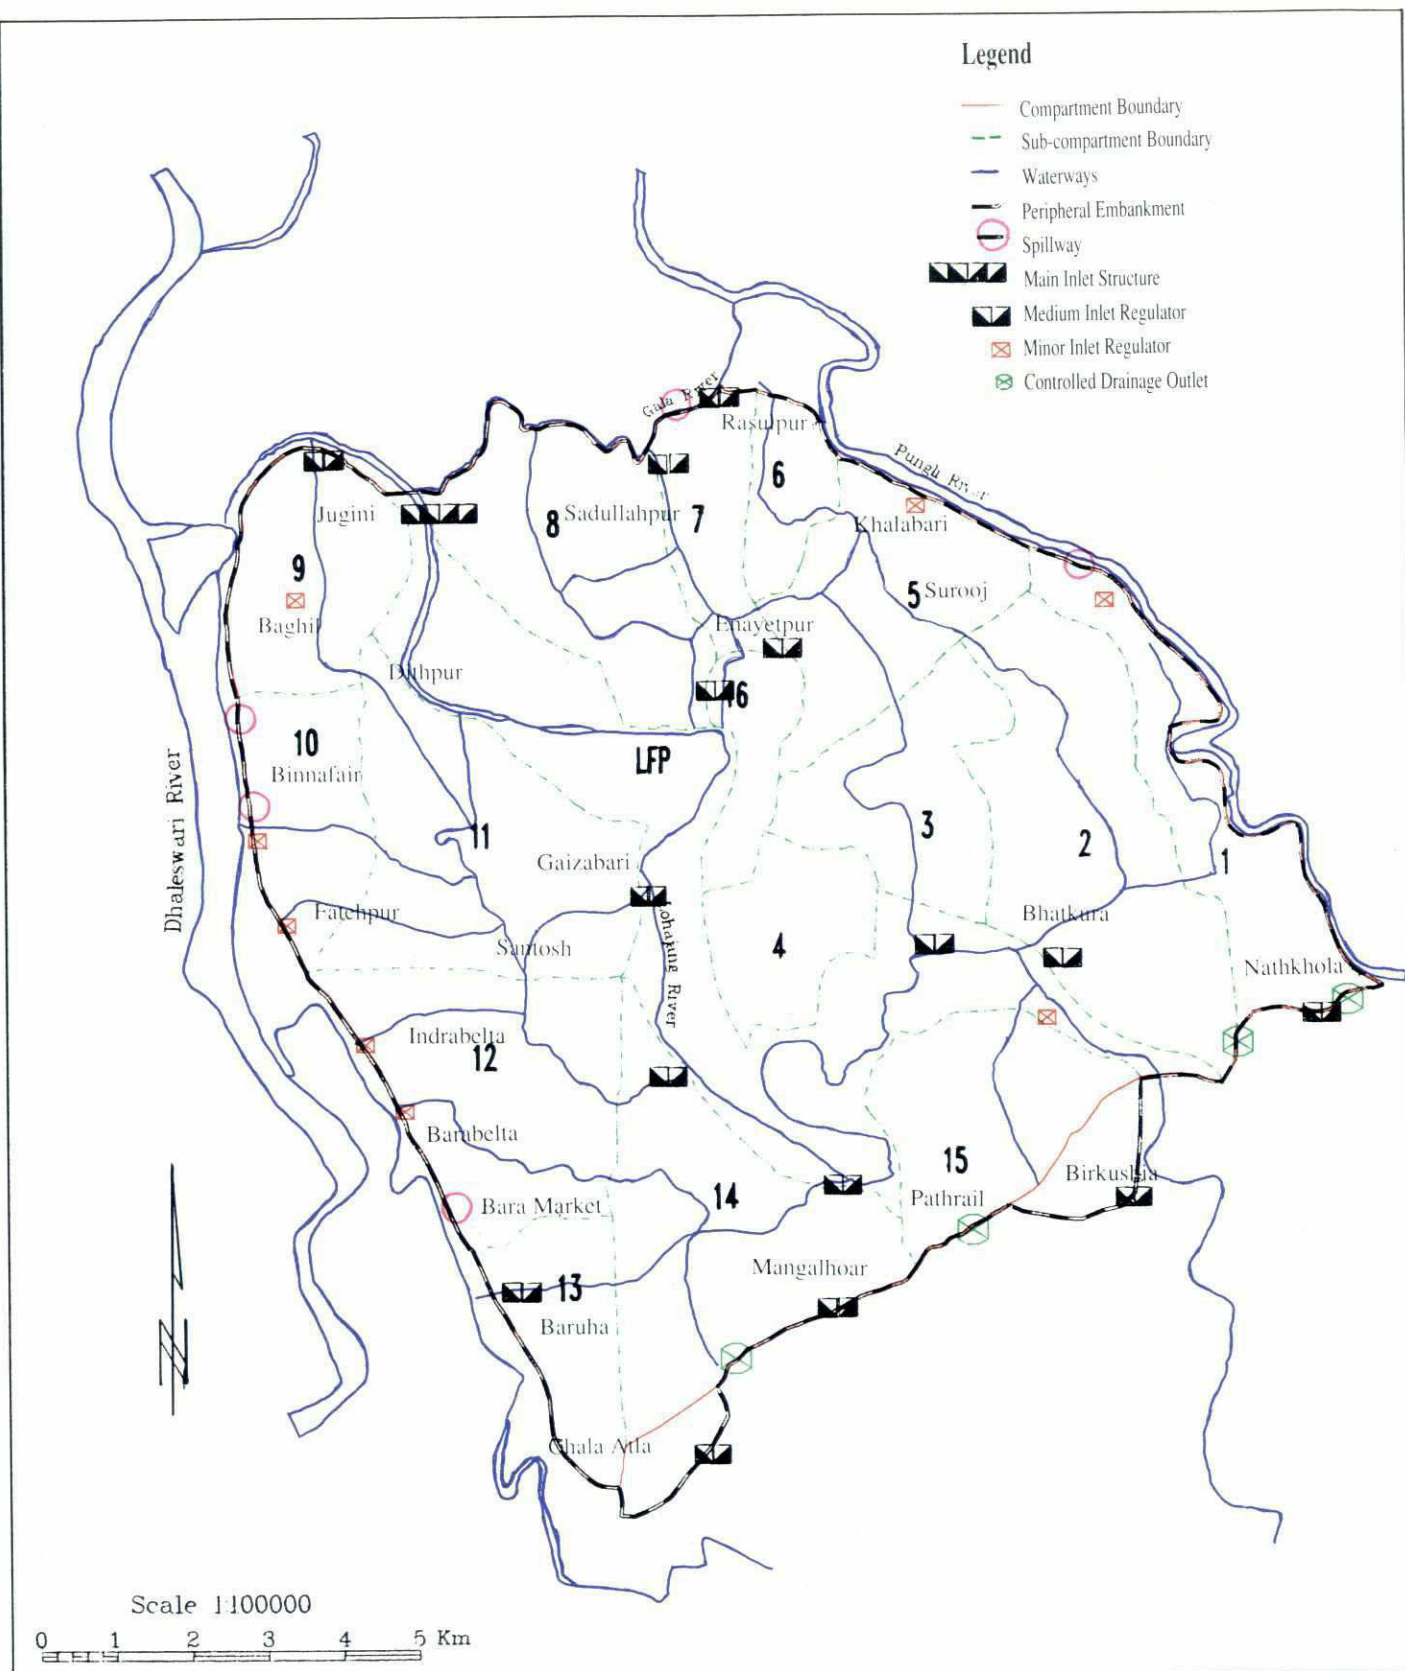 Legend
Compartment Boundary
Sub-compartment Boundary
Waterways
Peripheral Embankment
Spillway
Main Inlet Structure
Medium Inlet Regulator
Minor Inlet Regulator
Controlled Drainage Outlet
Gala River
Rasulpur
Pungli River
6
Jugini
8
Sadullahpur
7
Khalabari
9
5
Surooj
Baghil
Enayetpur
Dithpur
16
10
LFP
Binnafair
Dhaleswari River
11
3
2
1
Gaizabari
Fatehpur
Bhatkura
Santosh
4
Lohajung River
Nathkhola
Indrabelta
12
Barabelta
15
Birkushia
14
Pathrail
Bara Market
Mangalhoar
13
Baruha
Ghala Atla
Scale 1:100000
0 1 2 3 4 5 Km